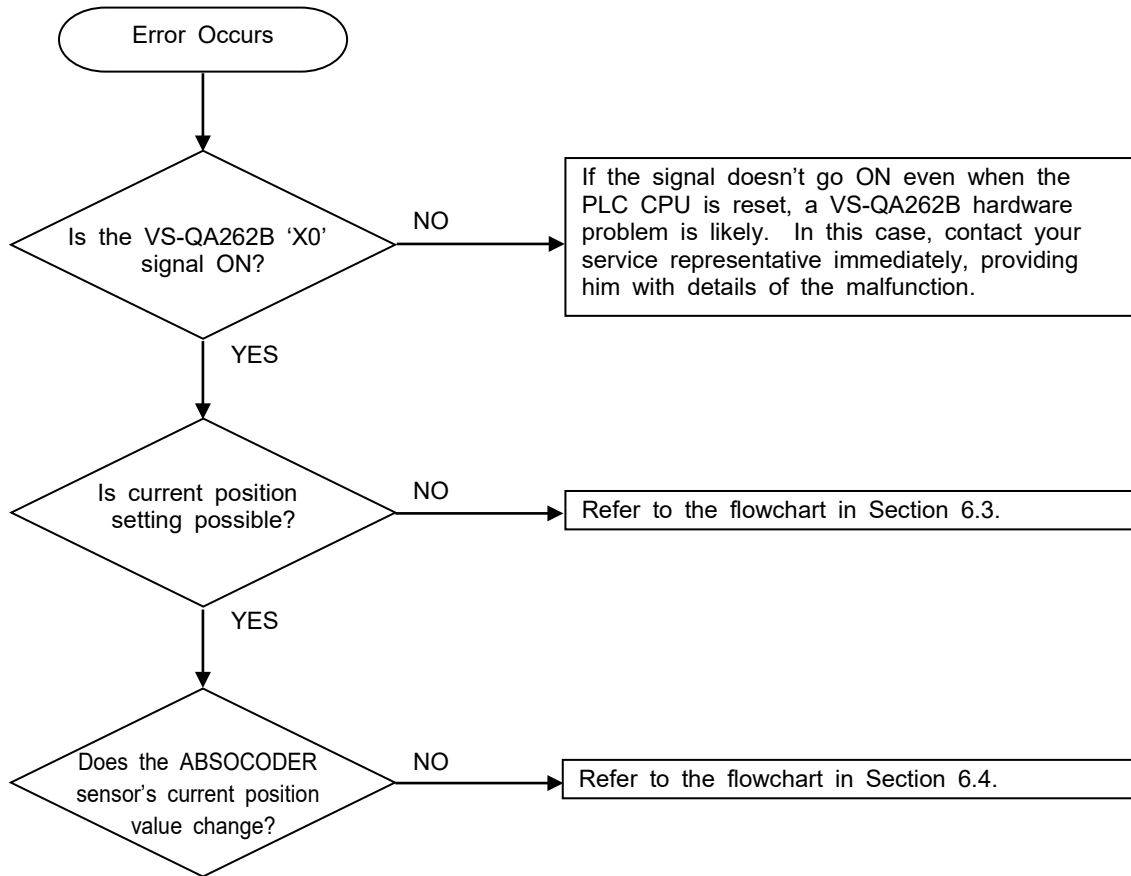 Error Occurs
Is the VS-QA262B ‘X0’
signal ON?
NO
If the signal doesn’t go ON even when the
PLC CPU is reset, a VS-QA262B hardware
problem is likely. In this case, contact your
service representative immediately, providing
him with details of the malfunction.
YES
Is current position
setting possible?
NO
Refer to the flowchart in Section 6.3.
YES
Does the ABSOCODER
sensor’s current position
value change?
NO
Refer to the flowchart in Section 6.4.